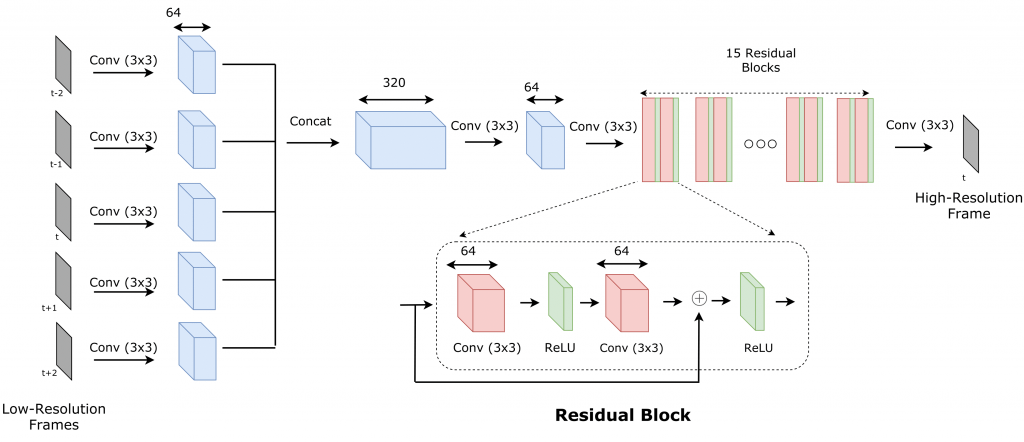 64
Conv (3x3)
t-2
Conv (3x3)
t-1
Conv (3x3)
t
Conv (3x3)
t+1
Conv (3x3)
t+2
Low-Resolution
Frames
Concat
320
Conv (3x3)
64
Conv (3x3)
15 Residual
Blocks
Conv (3x3)
t
High-Resolution
Frame
64
Conv (3x3)
ReLU
64
Conv (3x3)
ReLU
Residual Block